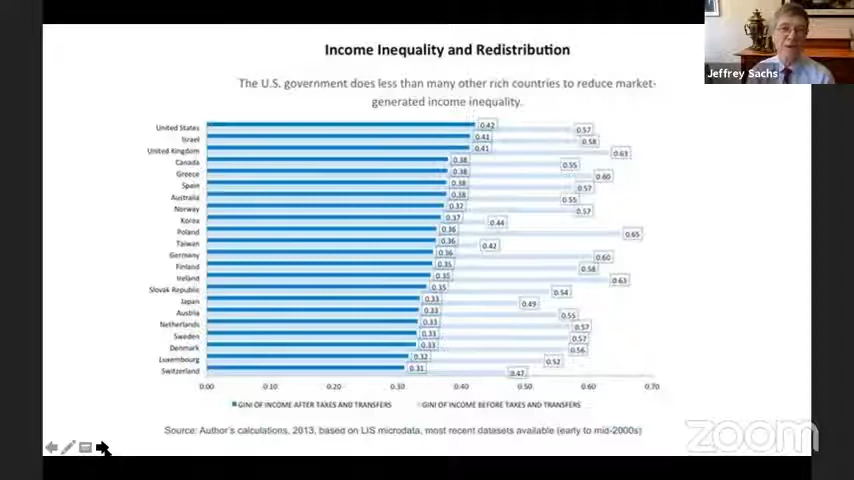 Jeffrey Sachs
Income Inequality and Redistribution
The U.S. government does less than many other rich countries to reduce market-
generated income inequality.
United States 0.42 0.57
Israel 0.41 0.58
United Kingdom 0.41 0.63
Canada 0.38 0.55
Greece 0.38 0.60
Spain 0.38 0.57
Australia 0.38 0.55
Norway 0.37 0.57
Korea 0.37 0.44
Poland 0.36 0.65
Taiwan 0.36 0.42
Germany 0.36 0.60
Finland 0.35 0.58
Ireland 0.35 0.63
Slovak Republic 0.35 0.54
Japan 0.33 0.49
Austria 0.33 0.55
Netherlands 0.33 0.57
Sweden 0.33 0.57
Denmark 0.33 0.56
Luxembourg 0.32 0.52
Switzerland 0.31 0.47
0.00 0.10 0.20 0.30 0.40 0.50 0.60 0.70
GINI OF INCOME AFTER TAXES AND TRANSFERS GINI OF INCOME BEFORE TAXES AND TRANSFERS
Source: Author's calculations, 2013, based on LIS microdata, most recent datasets available (early to mid-2000s)
zoom